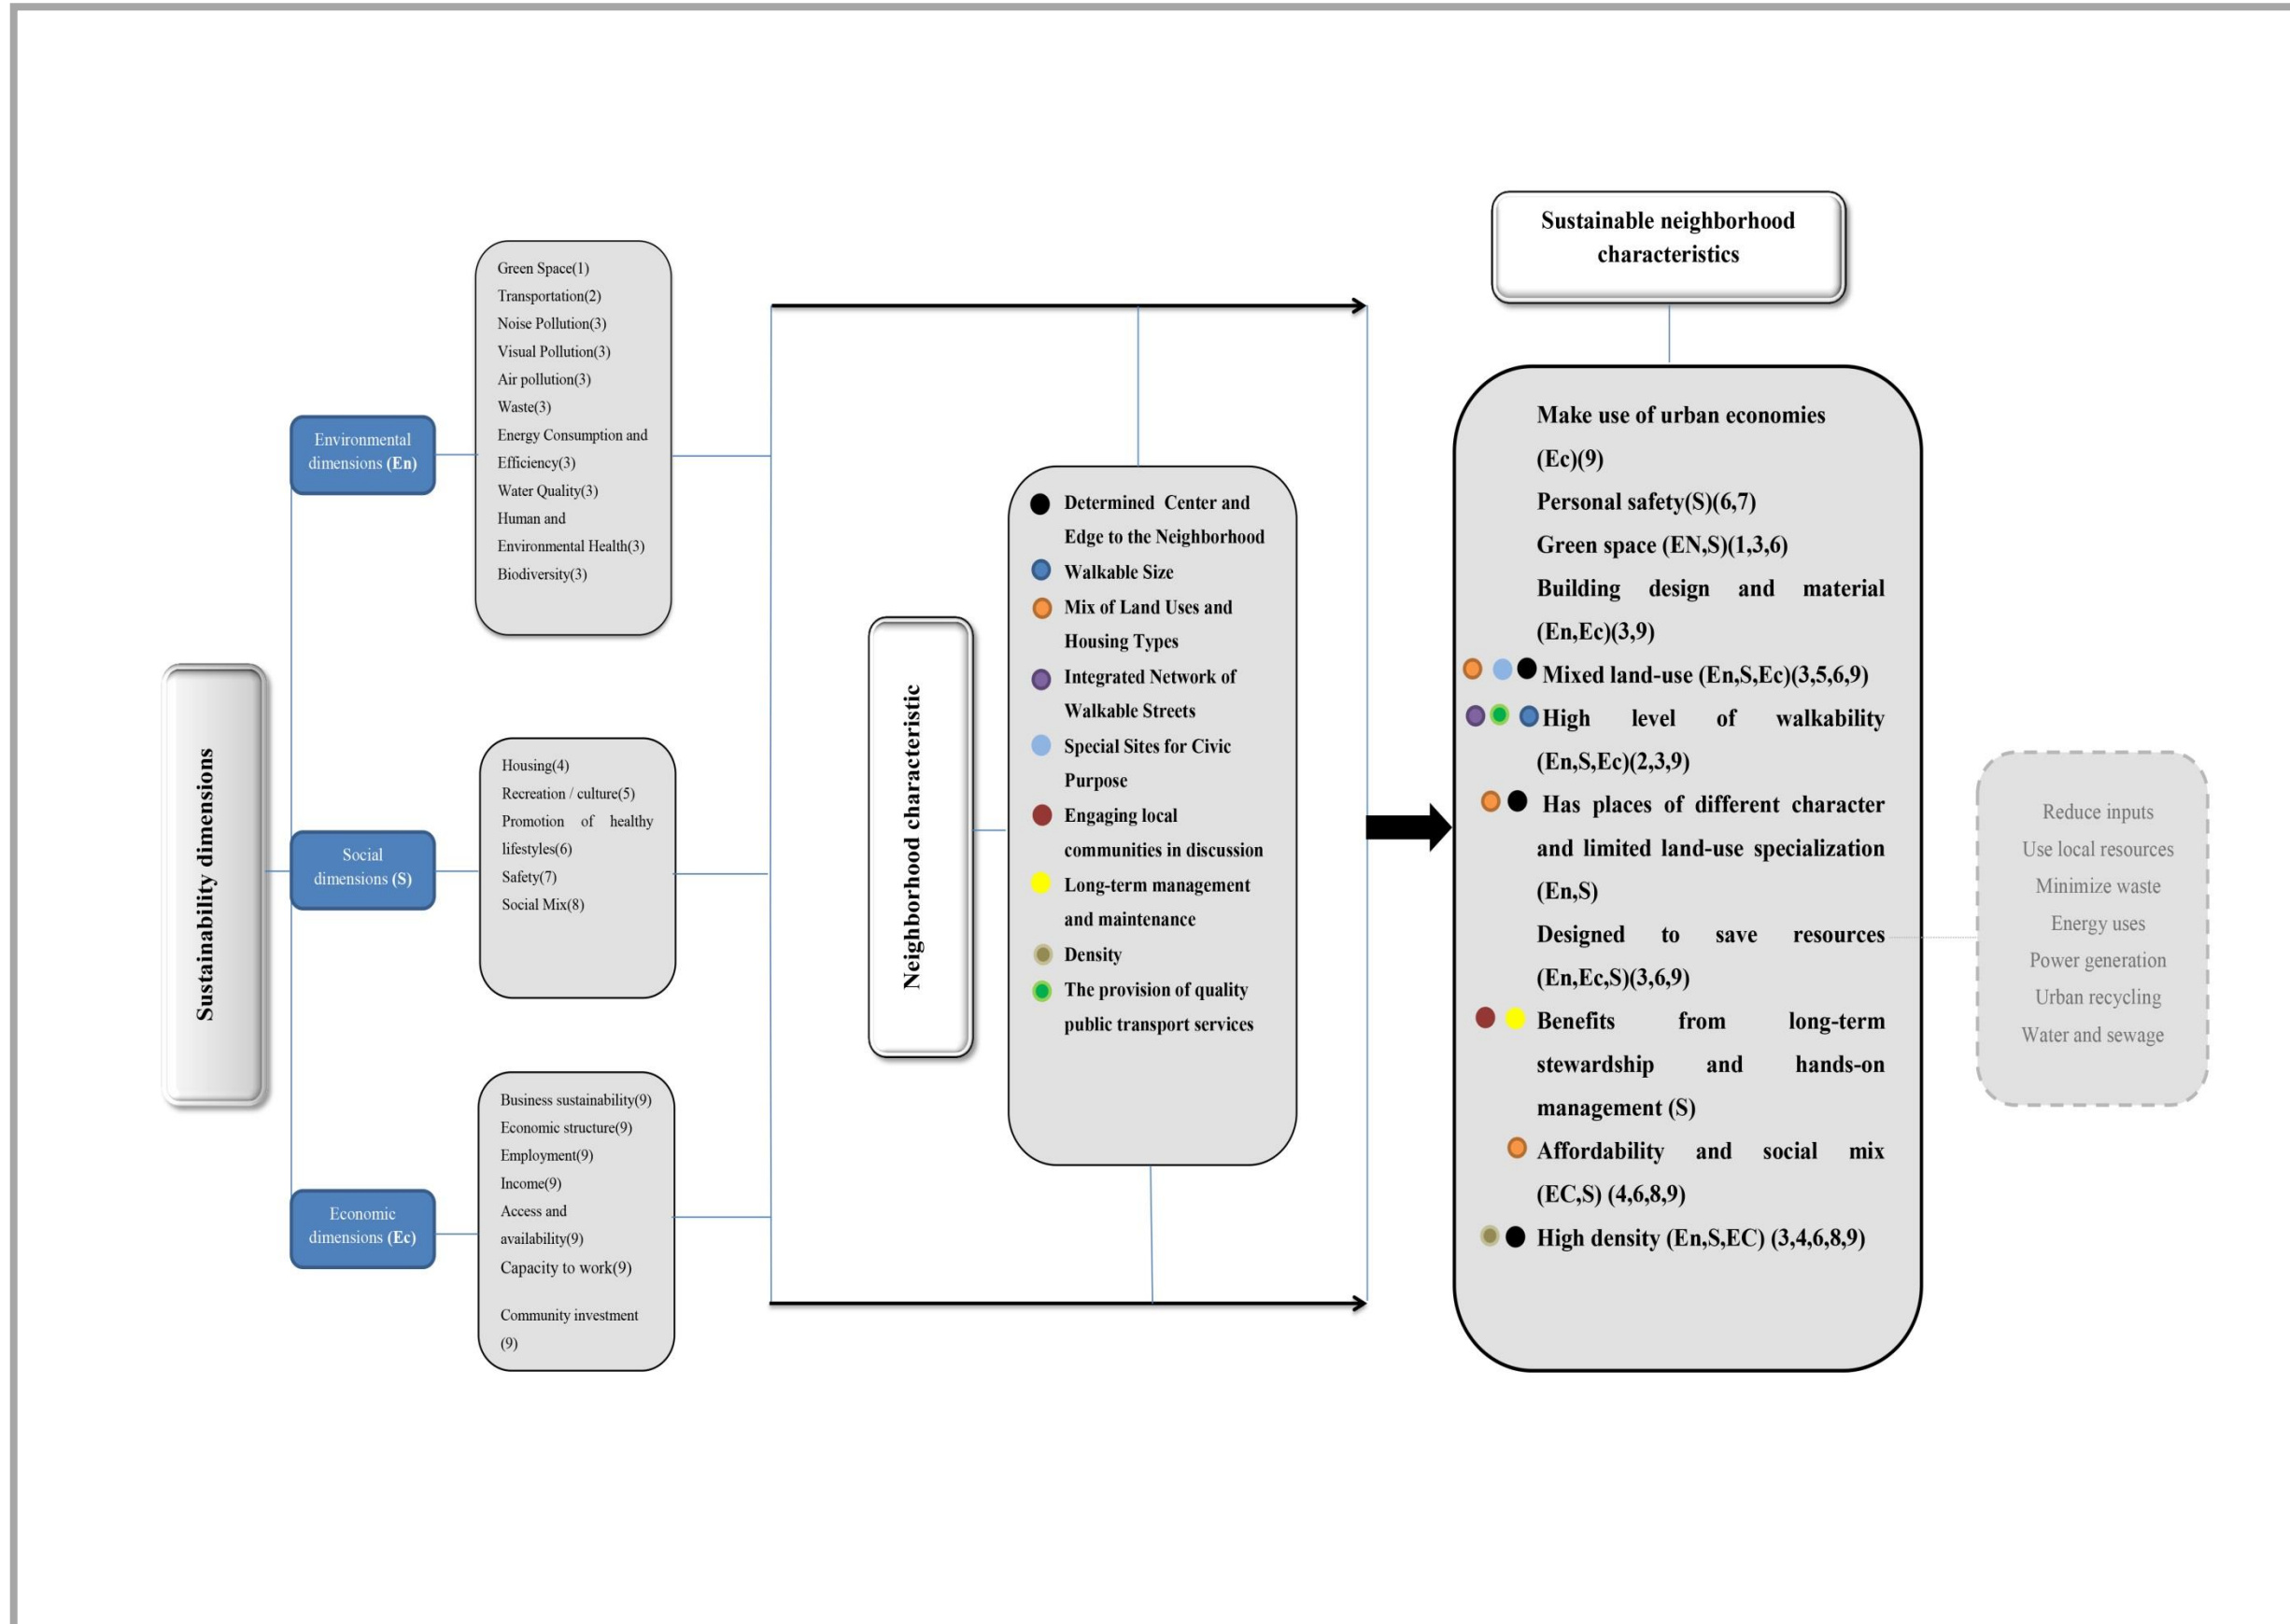 Sustainability dimensions
Environmental
dimensions (En)
Social
dimensions (S)
Economic
dimensions (Ec)
Green Space(1)
Transportation(2)
Noise Pollution(3)
Visual Pollution(3)
Air pollution(3)
Waste(3)
Energy Consumption and
Efficiency(3)
Water Quality(3)
Human and
Environmental Health(3)
Biodiversity(3)
Housing(4)
Recreation / culture(5)
Promotion of healthy
lifestyles(6)
Safety(7)
Social Mix(8)
Business sustainability(9)
Economic structure(9)
Employment(9)
Income(9)
Access and
availability(9)
Capacity to work(9)
Community investment
(9)
Neighborhood characteristic
Determined Center and
Edge to the Neighborhood
Walkable Size
Mix of Land Uses and
Housing Types
Integrated Network of
Walkable Streets
Special Sites for Civic
Purpose
Engaging local
communities in discussion
Long-term management
and maintenance
Density
The provision of quality
public transport services
Sustainable neighborhood
characteristics
Make use of urban economies
(Ec)(9)
Personal safety(S)(6,7)
Green space (EN,S)(1,3,6)
Building design and material
(En,Ec)(3,9)
Mixed land-use (En,S,Ec)(3,5,6,9)
High level of walkability
(En,S,Ec)(2,3,9)
Has places of different character
and limited land-use specialization
(En,S)
Designed to save resources
(En,Ec,S)(3,6,9)
Benefits from long-term
stewardship and hands-on
management (S)
Affordability and social mix
(EC,S) (4,6,8,9)
High density (En,S,EC) (3,4,6,8,9)
Reduce inputs
Use local resources
Minimize waste
Energy uses
Power generation
Urban recycling
Water and sewage